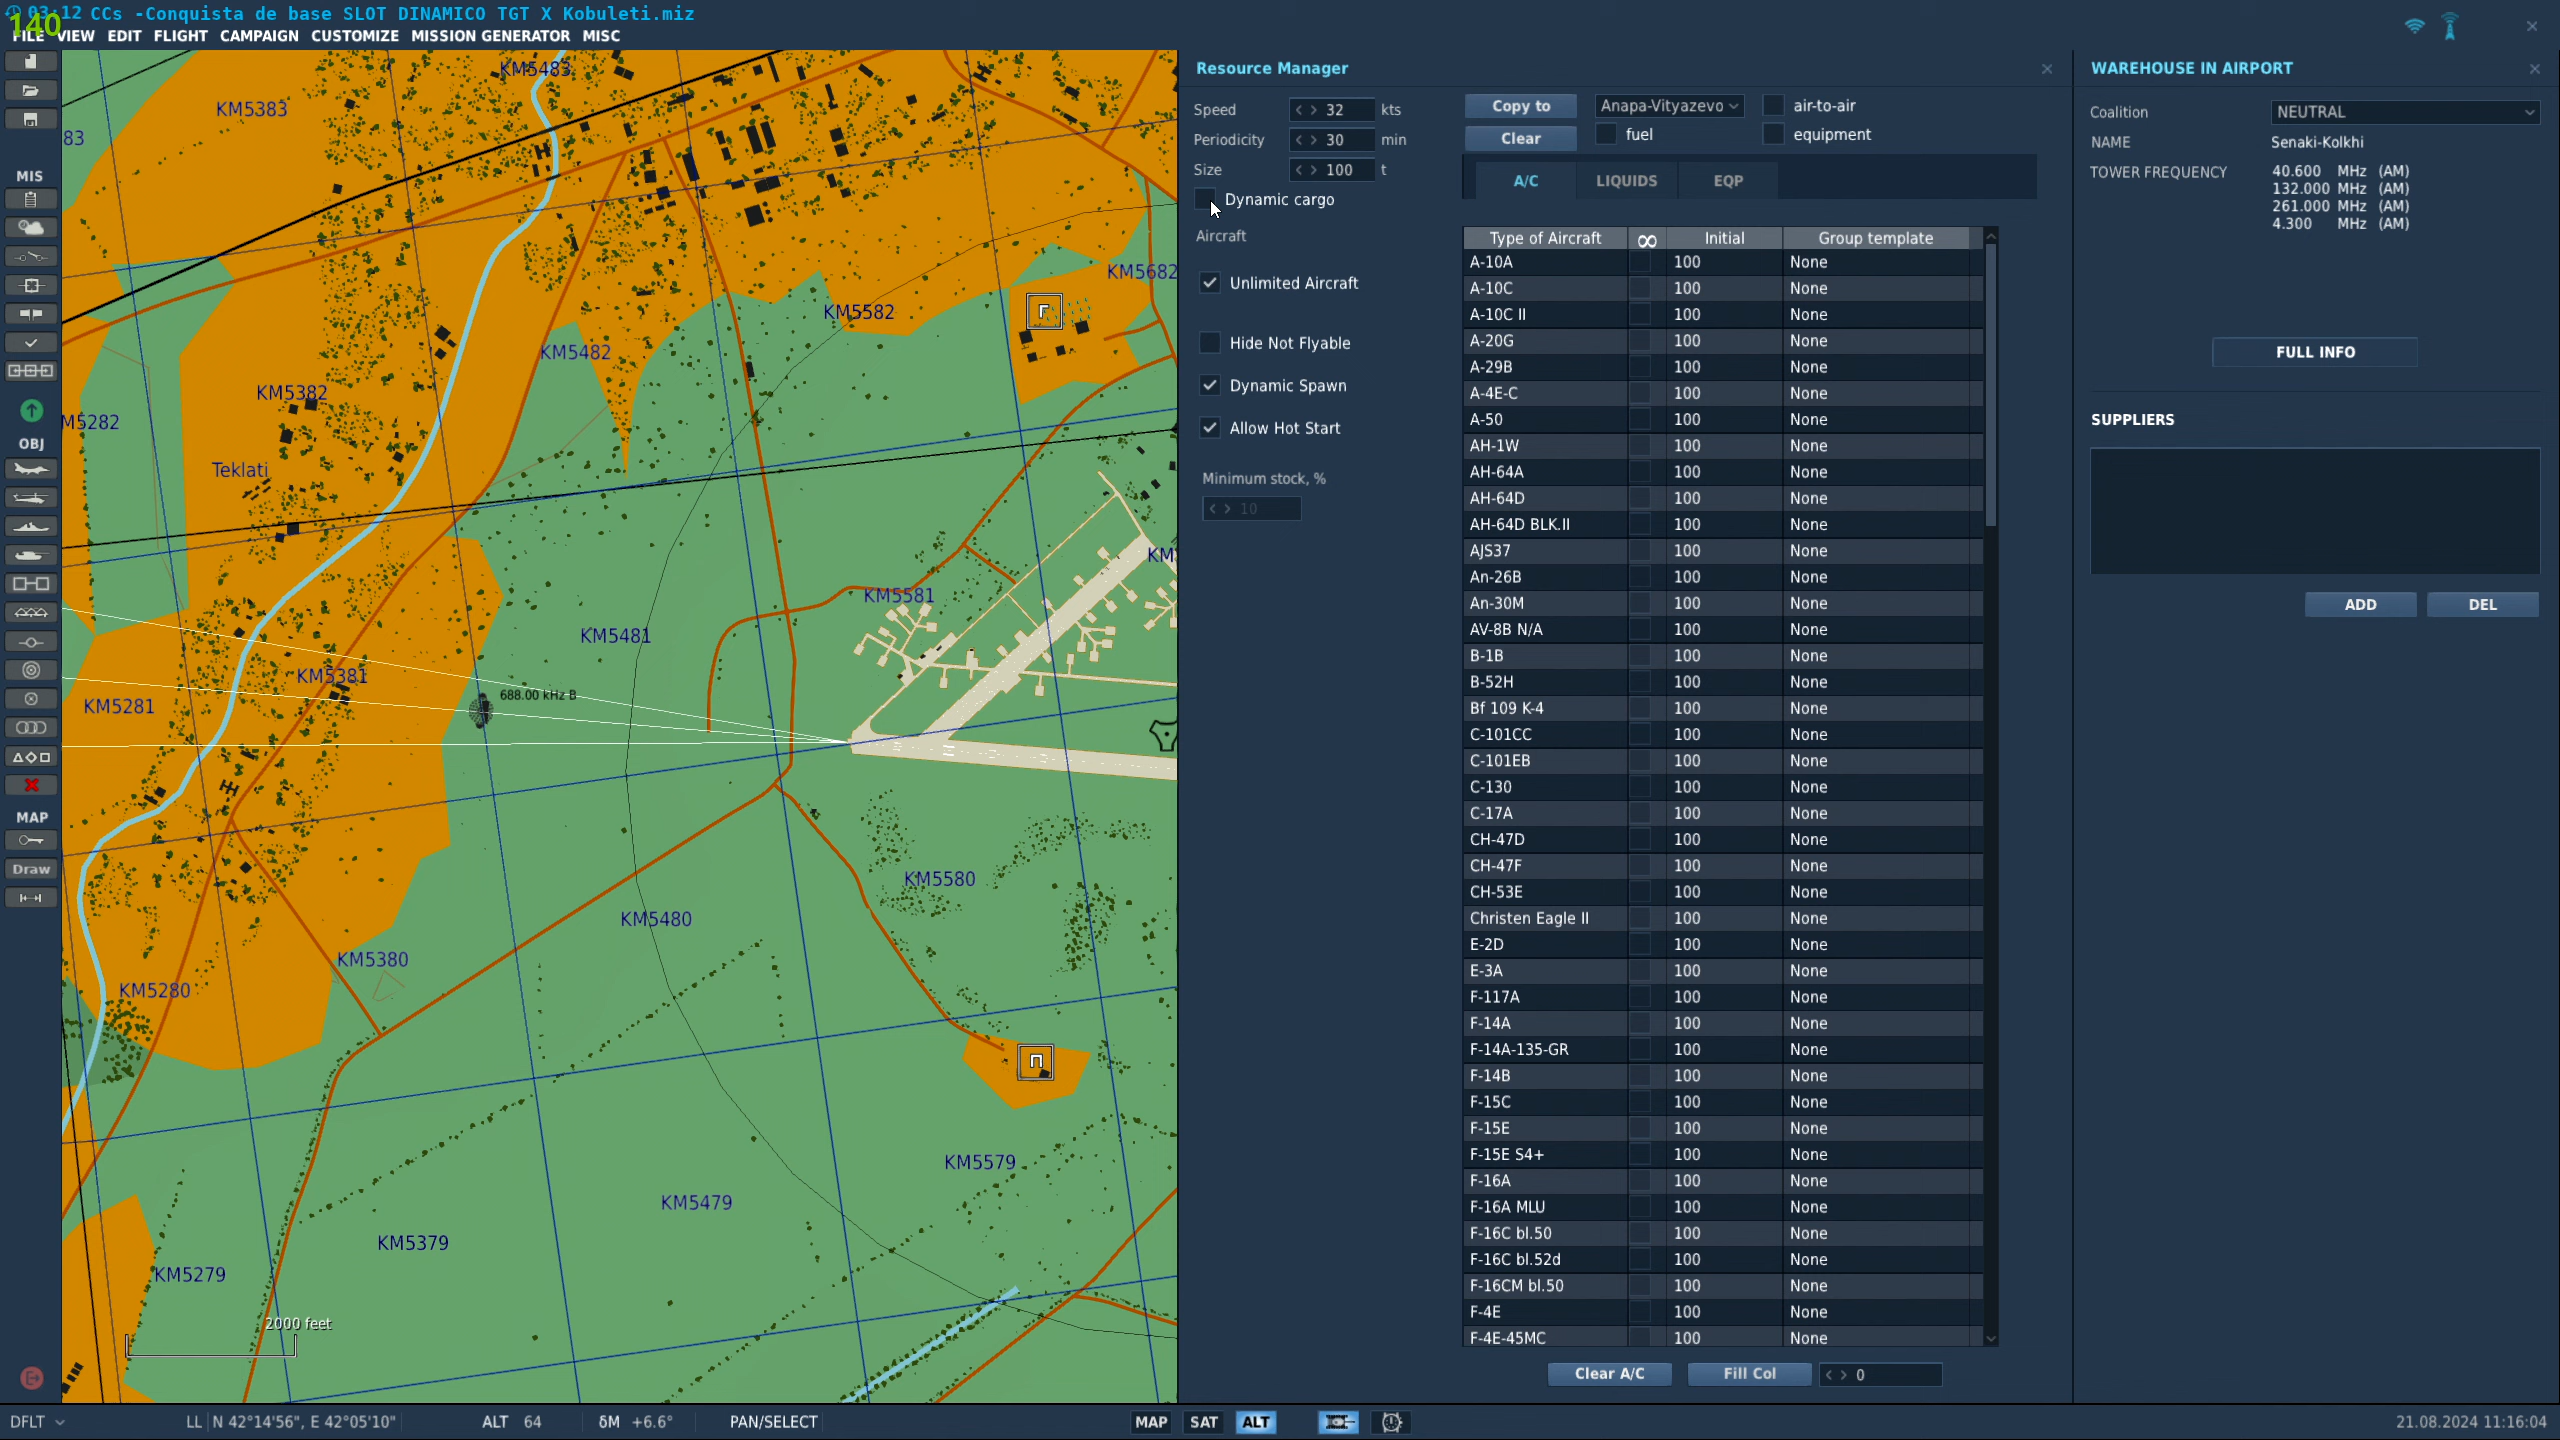 03:12 CCs -Conquista de base SLOT DINAMICO TGT X Kobuleti.miz
140
FILE VIEW EDIT FLIGHT CAMPAIGN CUSTOMIZE MISSION GENERATOR MISC
MIS
OBJ
MAP
Draw
KM5483
KM5383
83
KM5682
KM5582
KM5482
KM5382
M5282
Teklati
KM
KM5581
KM5481
KM5381
688.00 kHz B
KM5281
KM5580
KM5480
KM5380
KM5280
KM5579
KM5479
KM5379
KM5279
2000 feet
Resource Manager
Speed 32 kts
Periodicity 30 min
Size 100 t
Dynamic cargo
Aircraft
Unlimited Aircraft
Hide Not Flyable
Dynamic Spawn
Allow Hot Start
Minimum stock, %
10
Copy to Anapa-Vityazevo air-to-air
Clear fuel equipment
A/C LIQUIDS EQP
Type of Aircraft ∞ Initial Group template
A-10A 100 None
A-10C 100 None
A-10C II 100 None
A-20G 100 None
A-29B 100 None
A-4E-C 100 None
A-50 100 None
AH-1W 100 None
AH-64A 100 None
AH-64D 100 None
AH-64D BLK.II 100 None
AJS37 100 None
An-26B 100 None
An-30M 100 None
AV-8B N/A 100 None
B-1B 100 None
B-52H 100 None
Bf 109 K-4 100 None
C-101CC 100 None
C-101EB 100 None
C-130 100 None
C-17A 100 None
CH-47D 100 None
CH-47F 100 None
CH-53E 100 None
Christen Eagle II 100 None
E-2D 100 None
E-3A 100 None
F-117A 100 None
F-14A 100 None
F-14A-135-GR 100 None
F-14B 100 None
F-15C 100 None
F-15E 100 None
F-15E S4+ 100 None
F-16A 100 None
F-16A MLU 100 None
F-16C bl.50 100 None
F-16C bl.52d 100 None
F-16CM bl.50 100 None
F-4E 100 None
F-4E-45MC 100 None
Clear A/C Fill Col 0
WAREHOUSE IN AIRPORT
Coalition NEUTRAL
NAME Senaki-Kolkhi
TOWER FREQUENCY 40.600 MHz (AM)
132.000 MHz (AM)
261.000 MHz (AM)
4.300 MHz (AM)
FULL INFO
SUPPLIERS
ADD DEL
DFLT LL N 42°14'56", E 42°05'10" ALT 64 δM +6.6° PAN/SELECT MAP SAT ALT 21.08.2024 11:16:04